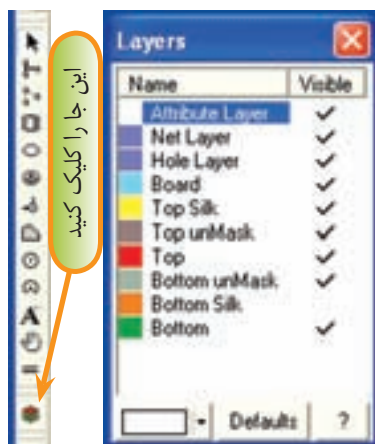 این جا را کلیک کنید
Layers
Name Visible
Attribute Layer
Net Layer
Hole Layer
Board
Top Silk
Top unMask
Top
Bottom unMask
Bottom Silk
Bottom
Defaults ?
A